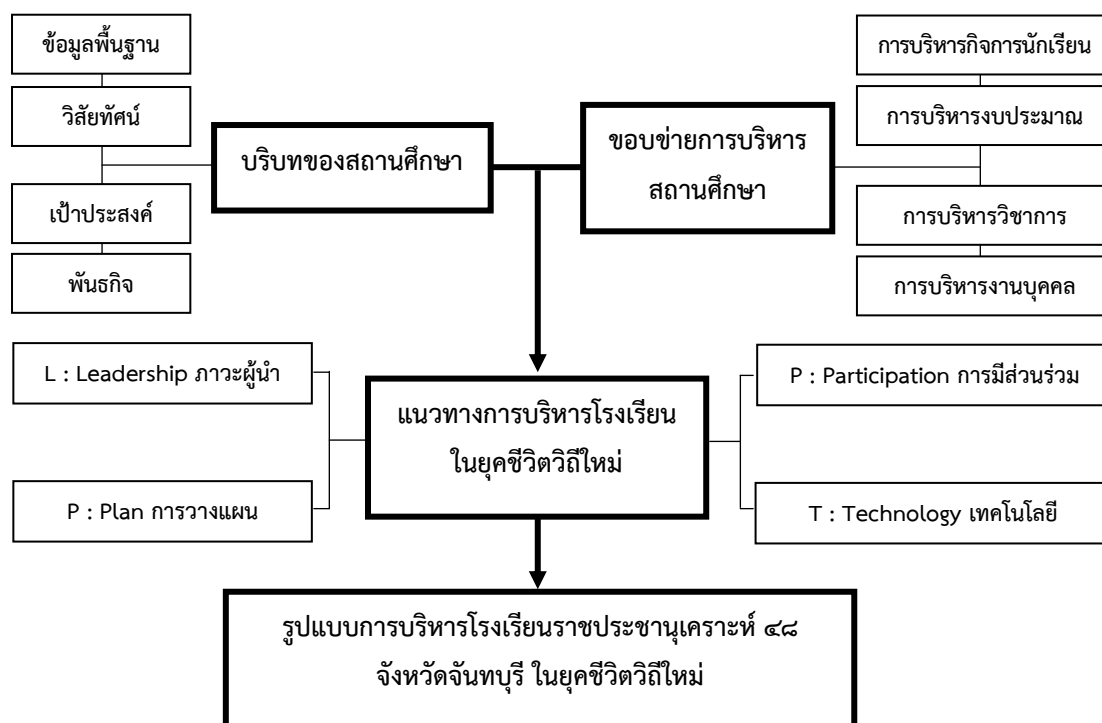 ข้อมูลพื้นฐาน
วิสัยทัศน์
เป้าประสงค์
พันธกิจ
บริบทของสถานศึกษา
ขอบข่ายการบริหาร
สถานศึกษา
การบริหารกิจการนักเรียน
การบริหารงบประมาณ
การบริหารวิชาการ
การบริหารงานบุคคล
L : Leadership ภาวะผู้นำ
P : Plan การวางแผน
แนวทางการบริหารโรงเรียน
ในยุคชีวิตวิถีใหม่
P : Participation การมีส่วนร่วม
T : Technology เทคโนโลยี
รูปแบบการบริหารโรงเรียนราชประชานุเคราะห์ ๔๘
จังหวัดจันทบุรี ในยุคชีวิตวิถีใหม่